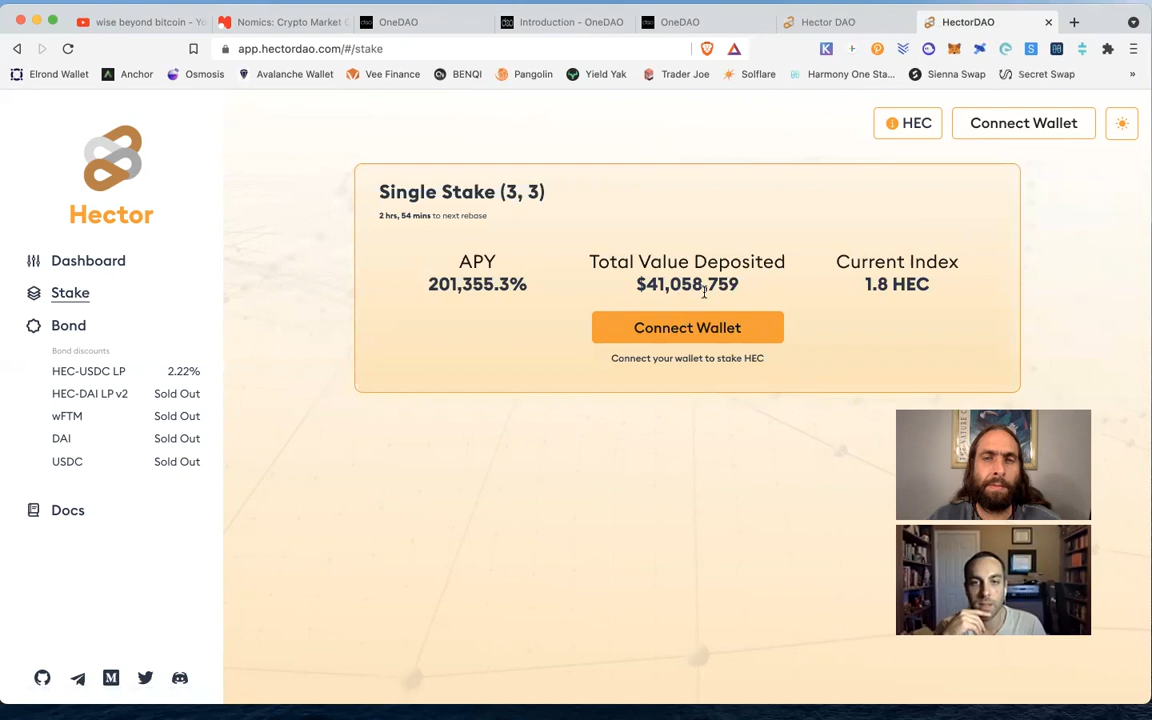 wise beyond bitcoin - Yo
Nomics: Crypto Market C
OneDAO
Introduction - OneDAO
OneDAO
Hector DAO
HectorDAO
app.hectordao.com/#/stake
Elrond Wallet
Anchor
Osmosis
Avalanche Wallet
Vee Finance
BENQI
Pangolin
Yield Yak
Trader Joe
Solflare
Harmony One Sta...
Sienna Swap
Secret Swap
»
HEC
Connect Wallet
Hector
Dashboard
Stake
Bond
Bond discounts
HEC-USDC LP 2.22%
HEC-DAI LP v2 Sold Out
wFTM Sold Out
DAI Sold Out
USDC Sold Out
Docs
Single Stake (3, 3)
2 hrs, 54 mins to next rebase
APY
201,355.3%
Total Value Deposited
$41,058,759
Current Index
1.8 HEC
Connect Wallet
Connect your wallet to stake HEC